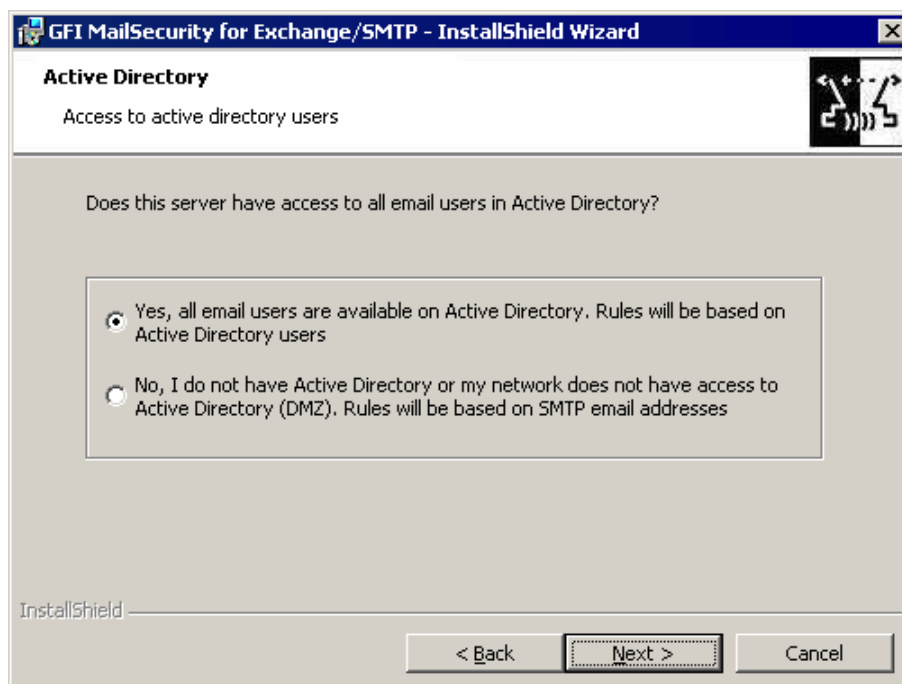 GFI MailSecurity for Exchange/SMTP - InstallShield Wizard
Active Directory
Access to active directory users
Does this server have access to all email users in Active Directory?
Yes, all email users are available on Active Directory. Rules will be based on
Active Directory users
No, I do not have Active Directory or my network does not have access to
Active Directory (DMZ). Rules will be based on SMTP email addresses
InstallShield
< Back
Next >
Cancel